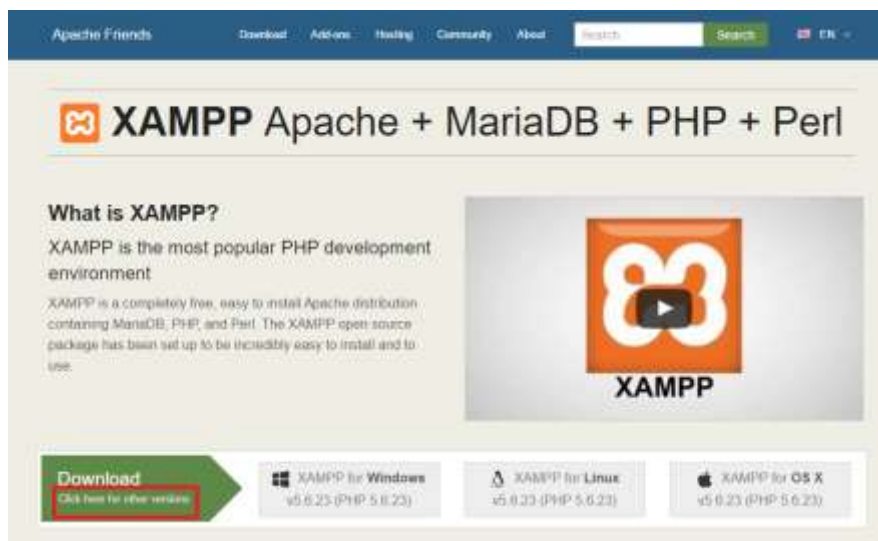 Apache Friends Download Add-ons Hosting Community About Search Search EN
XAMPP Apache + MariaDB + PHP + Perl
What is XAMPP?
XAMPP is the most popular PHP development
environment
XAMPP is a completely free, easy to install Apache distribution
containing MariaDB, PHP, and Perl. The XAMPP open source
package has been set up to be incredibly easy to install and to
use.
XAMPP
Download
Click here for other versions
XAMPP for Windows
v5.6.23 (PHP 5.6.23)
XAMPP for Linux
v5.6.23 (PHP 5.6.23)
XAMPP for OS X
v5.6.23 (PHP 5.6.23)